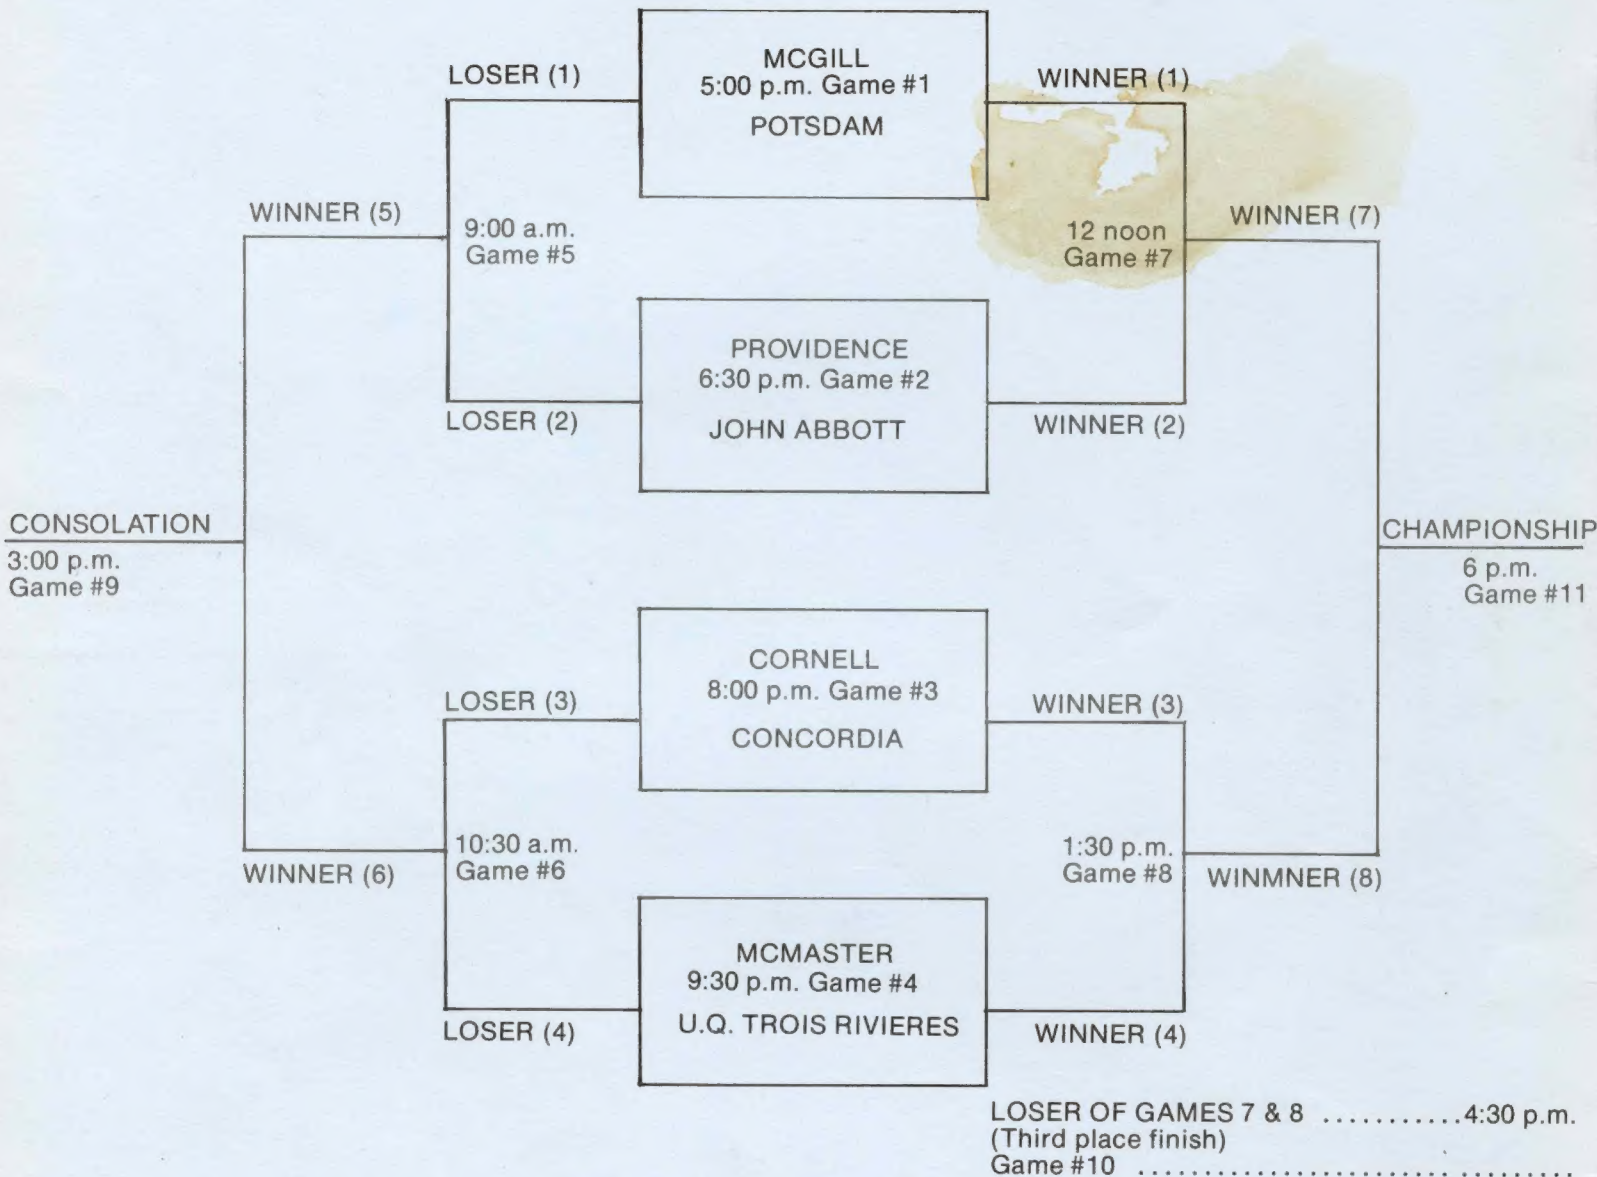 MCGILL
5:00 p.m. Game #1
POTSDAM
LOSER (1)
WINNER (1)
WINNER (5)
9:00 a.m.
Game #5
12 noon
Game #7
WINNER (7)
PROVIDENCE
6:30 p.m. Game #2
JOHN ABBOTT
LOSER (2)
WINNER (2)
CONSOLATION
3:00 p.m.
Game #9
CHAMPIONSHIP
6 p.m.
Game #11
CORNELL
8:00 p.m. Game #3
CONCORDIA
LOSER (3)
WINNER (3)
10:30 a.m.
Game #6
1:30 p.m.
Game #8
WINNER (6)
WINMNER (8)
MCMASTER
9:30 p.m. Game #4
U.Q. TROIS RIVIERES
LOSER (4)
WINNER (4)
LOSER OF GAMES 7 & 8 ...........4:30 p.m.
(Third place finish)
Game #10 ................................